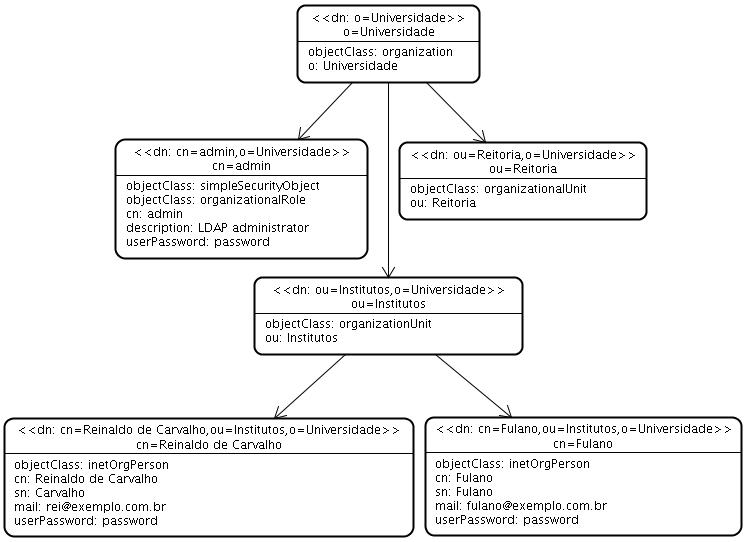 <<dn: o=Universidade>>
o=Universidade
objectClass: organization
o: Universidade
<<dn: cn=admin,o=Universidade>>
cn=admin
objectClass: simpleSecurityObject
objectClass: organizationalRole
cn: admin
description: LDAP administrator
userPassword: password
<<dn: ou=Reitoria,o=Universidade>>
ou=Reitoria
objectClass: organizationalUnit
ou: Reitoria
<<dn: ou=Institutos,o=Universidade>>
ou=Institutos
objectClass: organizationUnit
ou: Institutos
<<dn: cn=Reinaldo de Carvalho,ou=Institutos,o=Universidade>>
cn=Reinaldo de Carvalho
objectClass: inetOrgPerson
cn: Reinaldo de Carvalho
sn: Carvalho
mail: rei@exemplo.com.br
userPassword: password
<<dn: cn=Fulano,ou=Institutos,o=Universidade>>
cn=Fulano
objectClass: inetOrgPerson
cn: Fulano
sn: Fulano
mail: fulano@exemplo.com.br
userPassword: password